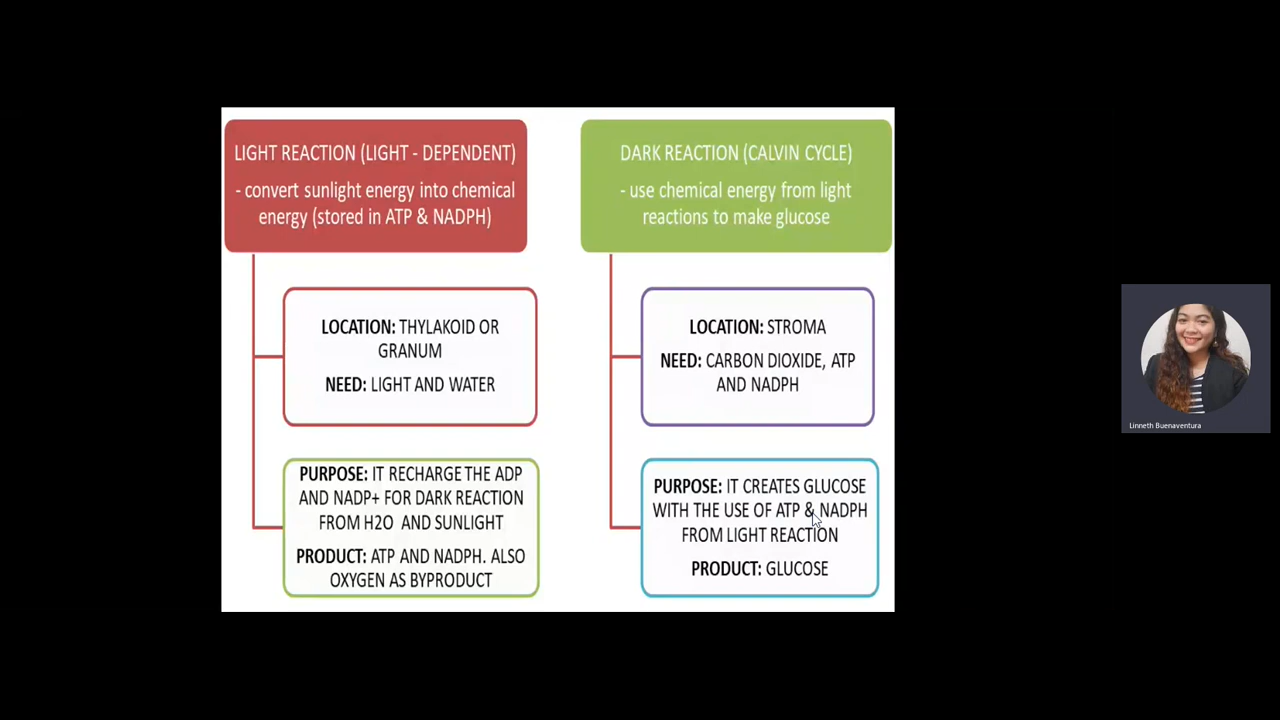 LIGHT REACTION (LIGHT - DEPENDENT)
- convert sunlight energy into chemical
energy (stored in ATP & NADPH)
LOCATION: THYLAKOID OR
GRANUM
NEED: LIGHT AND WATER
PURPOSE: IT RECHARGE THE ADP
AND NADP+ FOR DARK REACTION
FROM H2O AND SUNLIGHT
PRODUCT: ATP AND NADPH. ALSO
OXYGEN AS BYPRODUCT
DARK REACTION (CALVIN CYCLE)
- use chemical energy from light
reactions to make glucose
LOCATION: STROMA
NEED: CARBON DIOXIDE, ATP
AND NADPH
PURPOSE: IT CREATES GLUCOSE
WITH THE USE OF ATP & NADPH
FROM LIGHT REACTION
PRODUCT: GLUCOSE
Linneth Buenaventura